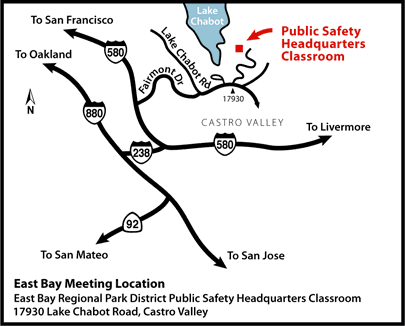 To San Francisco
Lake
Chabot
Public Safety
Headquarters
Classroom
To Oakland
580
Lake Chabot Rd
Fairmont Dr
N
880
17930
CASTRO VALLEY
To Livermore
238
580
92
To San Mateo
To San Jose
East Bay Meeting Location
East Bay Regional Park District Public Safety Headquarters Classroom
17930 Lake Chabot Road, Castro Valley